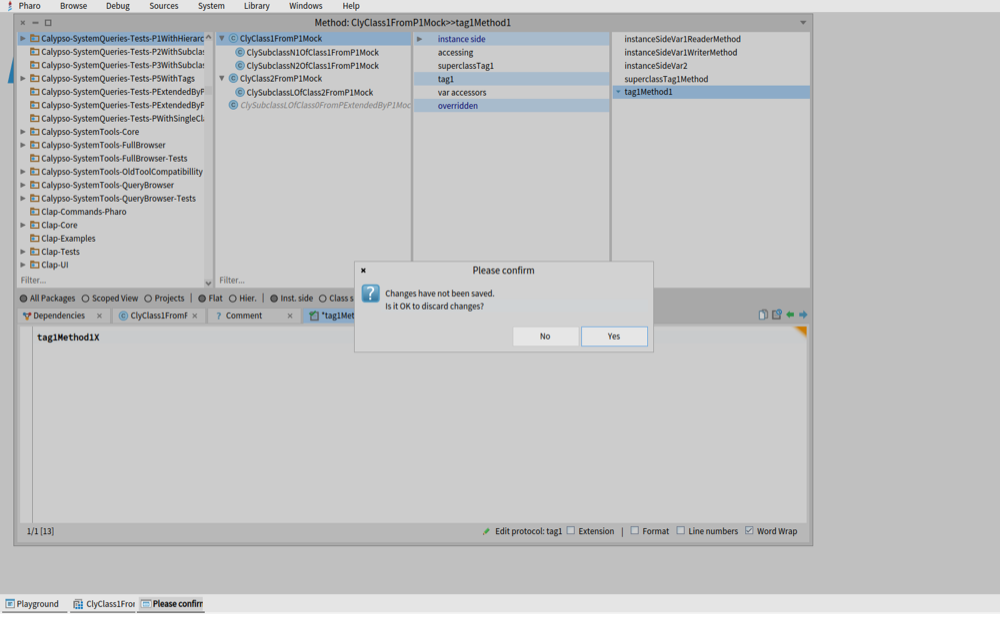 Pharo Browse Debug Sources System Library Windows Help
Method: ClyClass1FromP1Mock>>tag1Method1
Calypso-SystemQueries-Tests-P1WithHierarc
Calypso-SystemQueries-Tests-P2WithSubclas
Calypso-SystemQueries-Tests-P3WithSubclas
Calypso-SystemQueries-Tests-P5WithTags
Calypso-SystemQueries-Tests-PExtendedByP
Calypso-SystemQueries-Tests-PExtendedByP
Calypso-SystemQueries-Tests-PWithSingleCl
Calypso-SystemTools-Core
Calypso-SystemTools-FullBrowser
Calypso-SystemTools-FullBrowser-Tests
Calypso-SystemTools-OldToolCompatibillity
Calypso-SystemTools-QueryBrowser
Calypso-SystemTools-QueryBrowser-Tests
Clap-Commands-Pharo
Clap-Core
Clap-Examples
Clap-Tests
Clap-UI
Filter...
ClyClass1FromP1Mock
ClySubclassN1OfClass1FromP1Mock
ClySubclassN2OfClass1FromP1Mock
ClyClass2FromP1Mock
ClySubclassLOfClass2FromP1Mock
ClySubclassLOfClass0FromPExtendedByP1Moc
Filter...
instance side
accessing
superclassTag1
tag1
var accessors
overridden
instanceSideVar1ReaderMethod
instanceSideVar1WriterMethod
instanceSideVar2
superclassTag1Method
tag1Method1
All Packages Scoped View Projects | Flat Hier. | Inst. side Class s
Please confirm
Changes have not been saved.
Is it OK to discard changes?
No Yes
Dependencies × ClyClass1FromF × ? Comment × *tag1Met
tag1Method1X
1/1 [13] Edit protocol: tag1 Extension | Format Line numbers Word Wrap
Playground ClyClass1Fror Please confirm